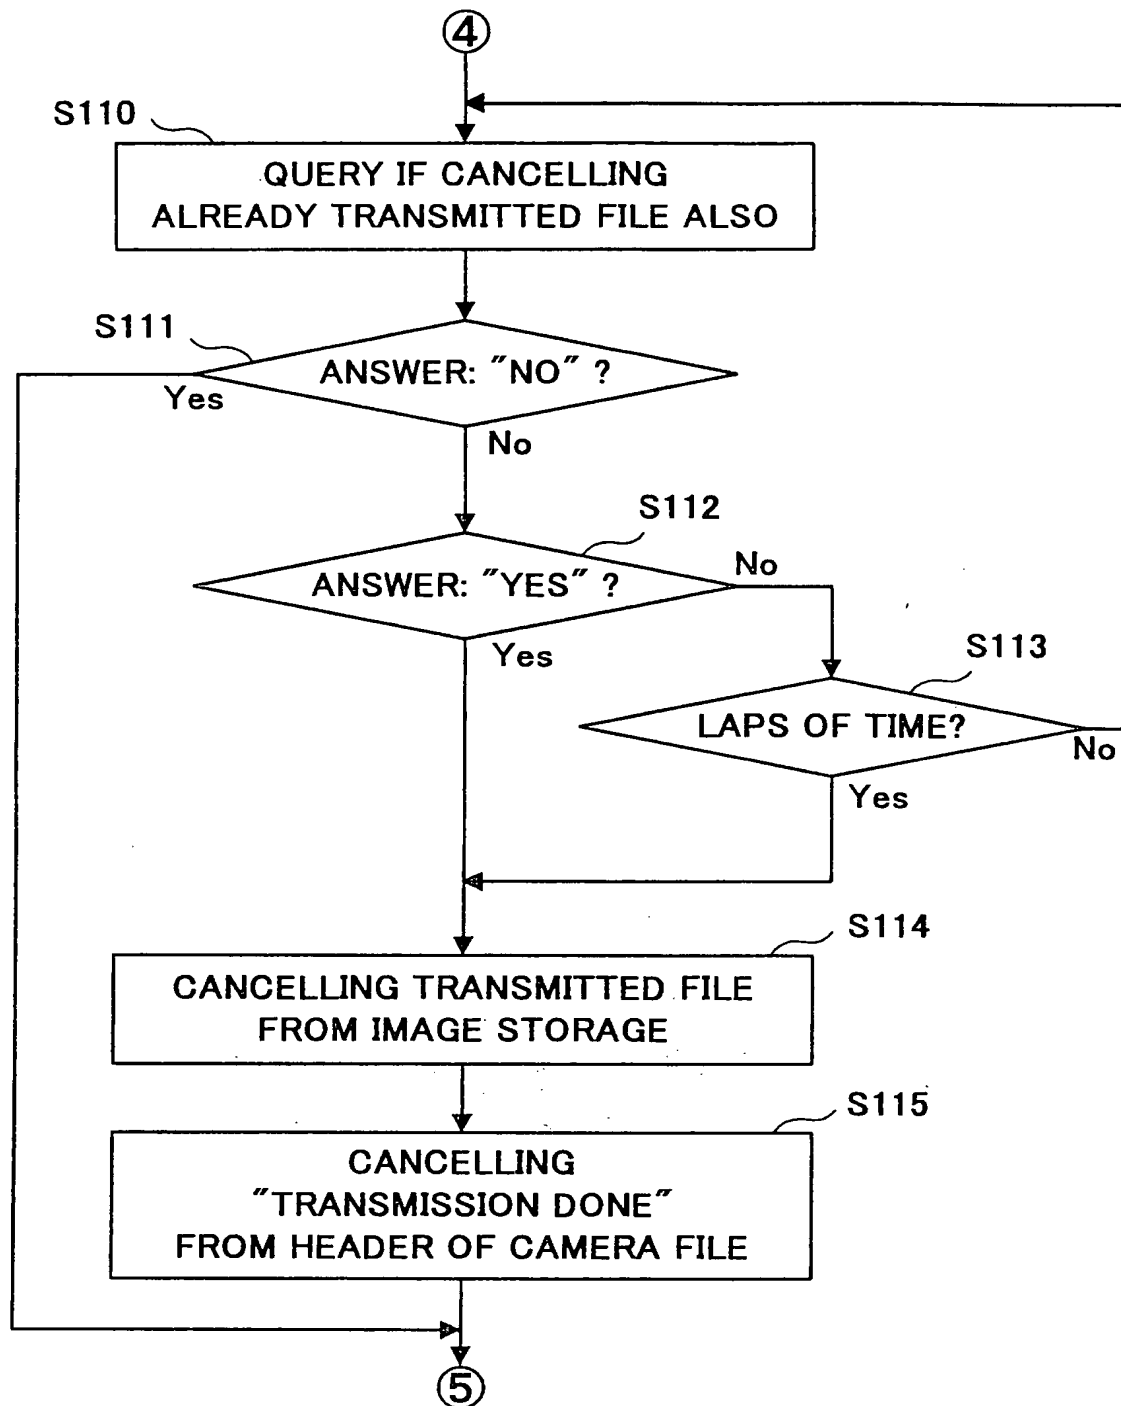 ④
S110
QUERY IF CANCELLING
ALREADY TRANSMITTED FILE ALSO
S111
ANSWER: "NO" ?
Yes
No
S112
ANSWER: "YES" ?
No
Yes
S113
LAPS OF TIME?
No
Yes
S114
CANCELLING TRANSMITTED FILE
FROM IMAGE STORAGE
S115
CANCELLING
"TRANSMISSION DONE"
FROM HEADER OF CAMERA FILE
⑤